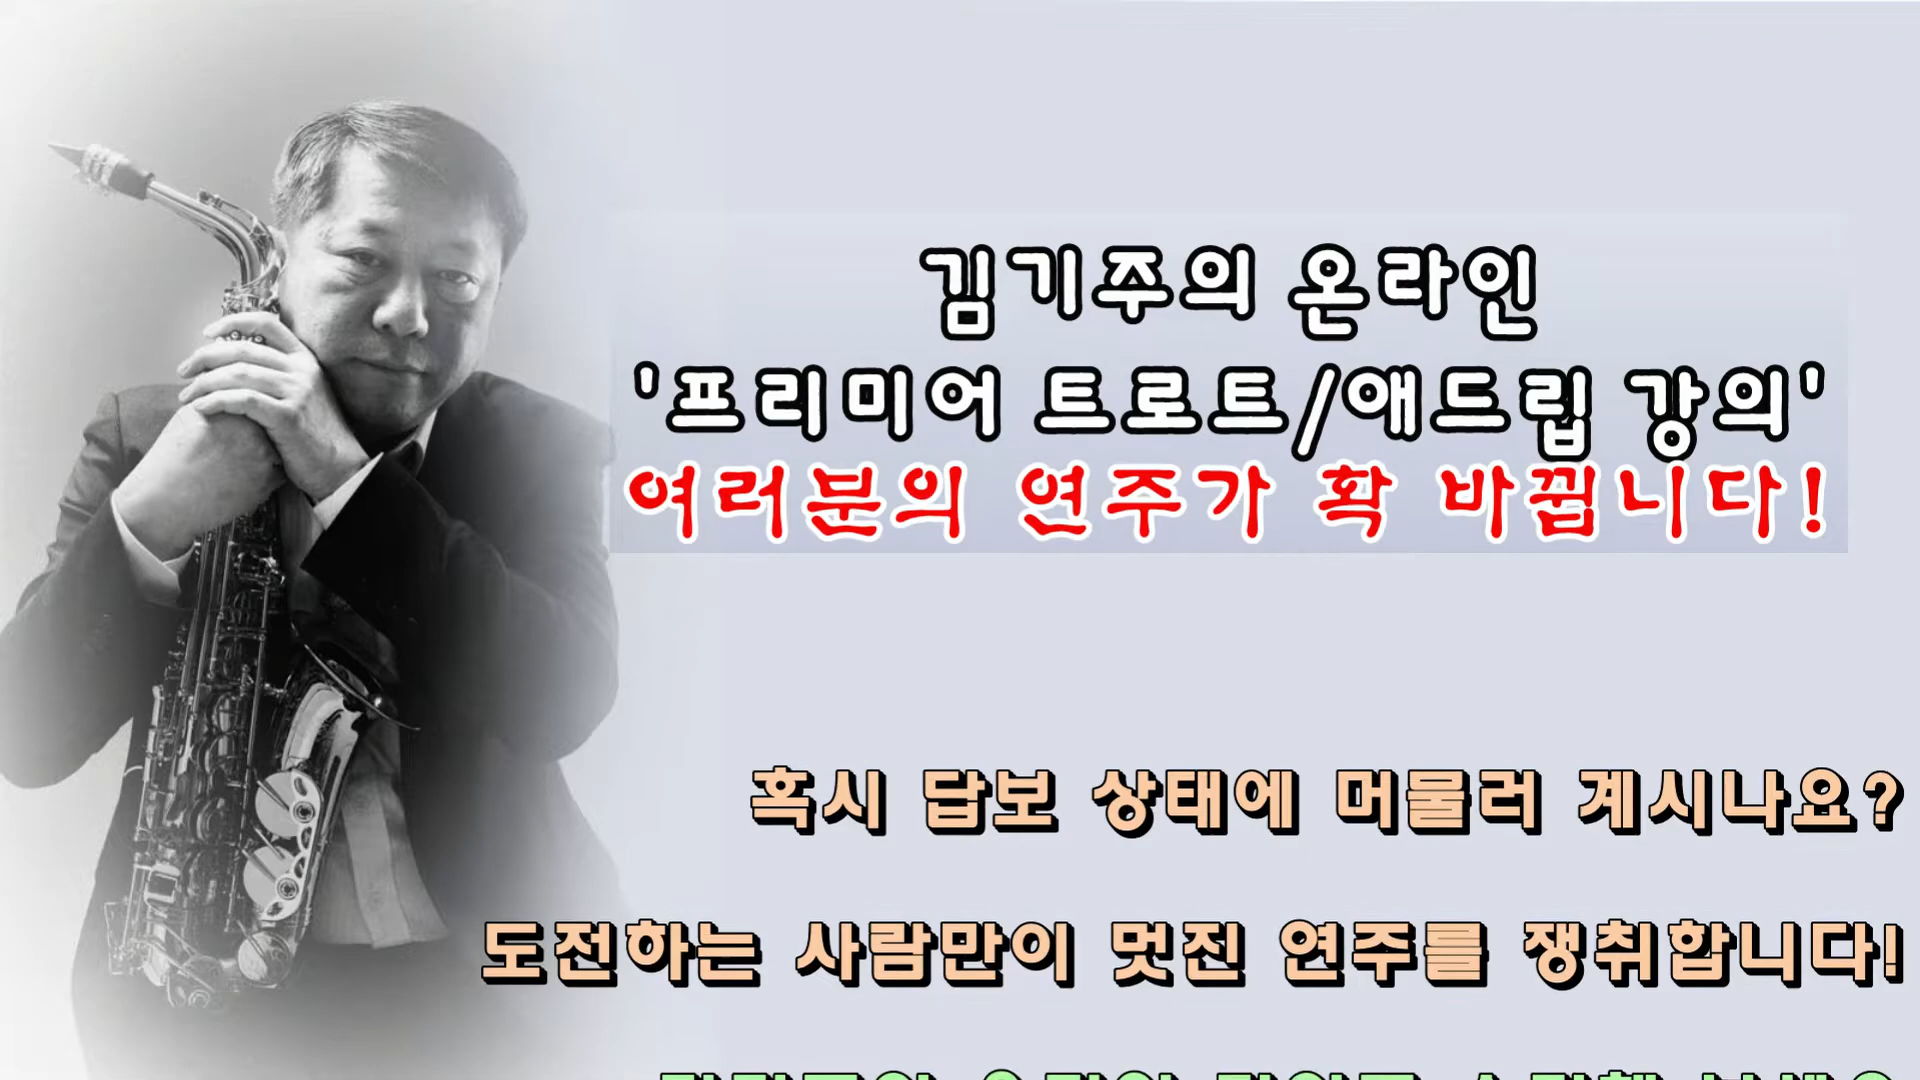 김기주의 온라인
'프리미어 트로트/애드립 강의'
여러분의 연주가 확 바뀝니다!
혹시 답보 상태에 머물러 계시나요?
도전하는 사람만이 멋진 연주를 쟁취합니다!